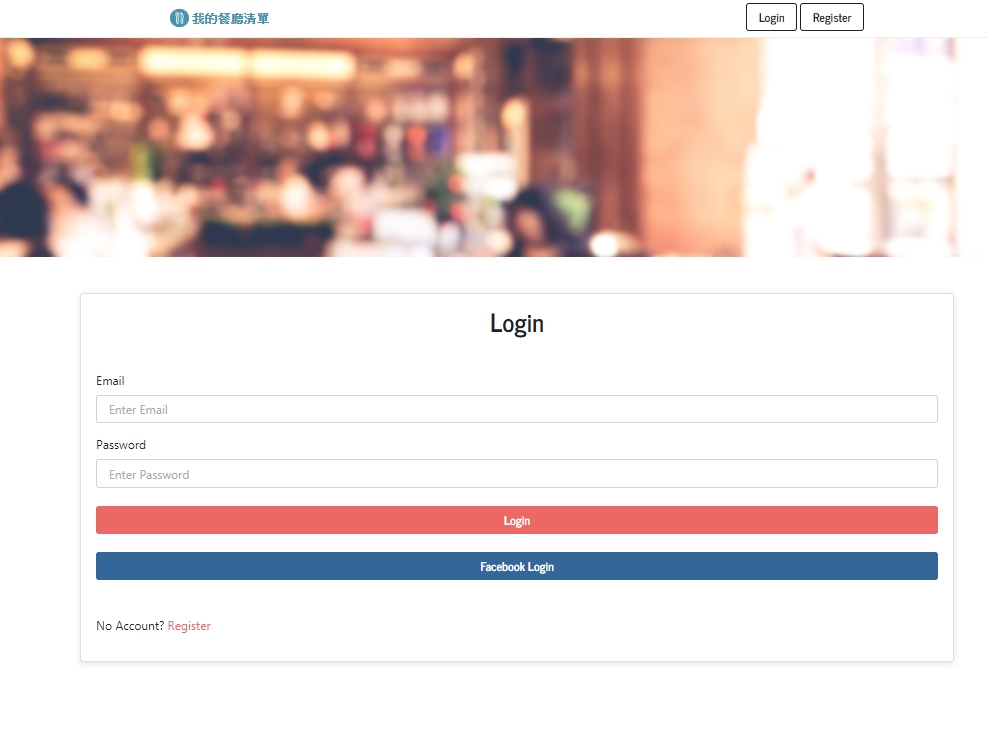 我的餐廳清單
Login
Register
Login
Email
Enter Email
Password
Enter Password
Login
Facebook Login
No Account? Register